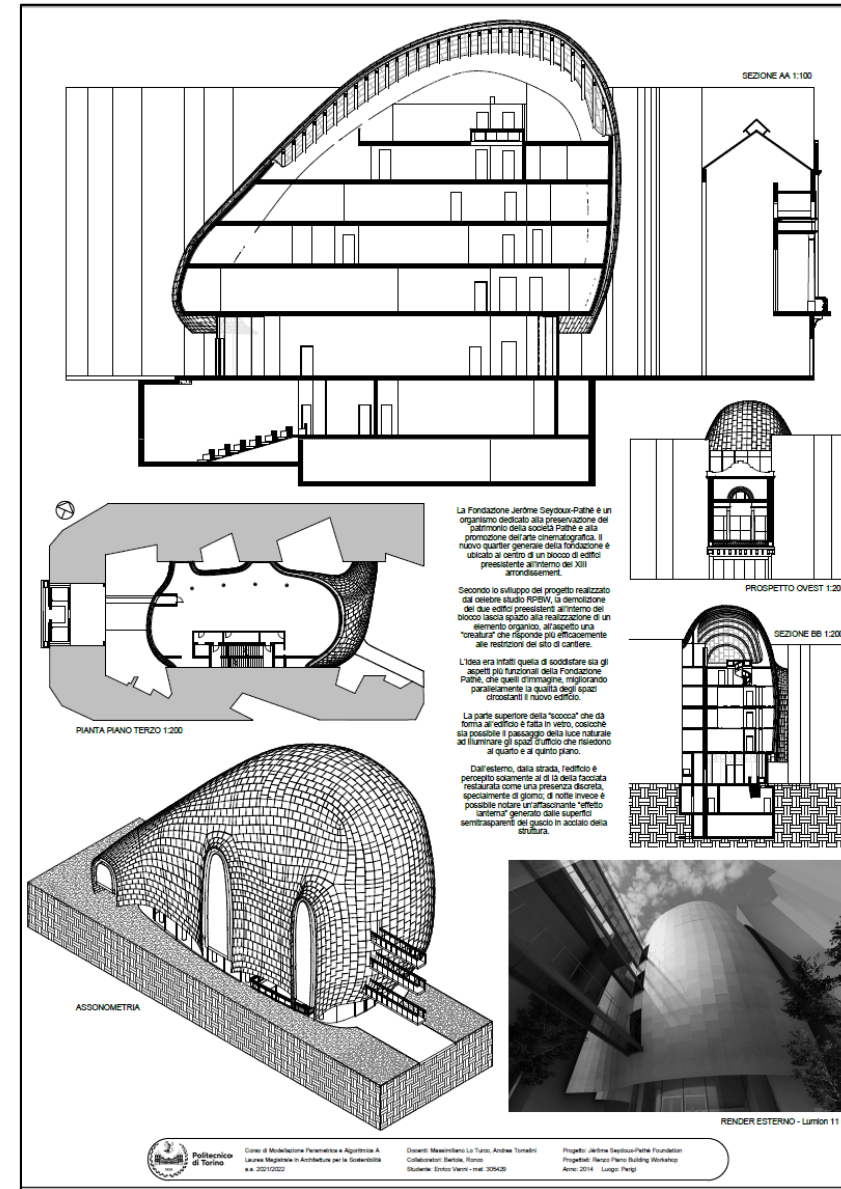 SEZIONE AA 1:100
La Fondazione Jerôme Seydoux-Pathè è un
organismo dedicato alla preservazione del
patrimonio della società Pathè e alla
promozione dell'arte cinematografica. Il
nuovo quartier generale della fondazione è
ubicato al centro di un blocco di edifici
preesistente all'interno del XIII
arrondissement.
Secondo lo sviluppo del progetto realizzato
dal celebre studio RPBW, la demolizione
dei due edifici preesistenti all'interno del
blocco lascia spazio alla realizzazione di un
elemento organico, all'aspetto una
"creatura" che risponde più efficacemente
alle restrizioni del sito di cantiere.
L'idea era infatti quella di soddisfare sia gli
aspetti più funzionali della Fondazione
Pathè, che quelli d'immagine, migliorando
parallelamente la qualità degli spazi
circostanti il nuovo edificio.
La parte superiore della "scocca" che dà
forma all'edificio è fatta in vetro, cosicchè
sia possibile il passaggio della luce naturale
ad illuminare gli spazi d'ufficio che risiedono
al quarto e al quinto piano.
Dall'esterno, dalla strada, l'edificio è
percepito solamente al di là della facciata
restaurata come una presenza discreta,
specialmente di giorno; di notte invece è
possibile notare un'affascinante "effetto
lanterna" generato dalle superfici
semitrasparenti del guscio in acciaio della
struttura.
PROSPETTO OVEST 1:20
SEZIONE BB 1:200
PIANTA PIANO TERZO 1:200
ASSONOMETRIA
RENDER ESTERNO - Lumion 11
Politecnico
di Torino
Corso di Modellazione Parametrica e Algoritmica A
Laurea Magistrale in Architettura per la Sostenibilità
a.a. 2021/2022
Docenti: Massimiliano Lo Turco, Andrea Tomalini
Collaboratori: Bertola, Ronco
Studente: Enrico Vanni - mat. 305429
Progetto: Jérôme Seydoux-Pathé Foundation
Progettisti: Renzo Piano Building Workshop
Anno: 2014 Luogo: Parigi